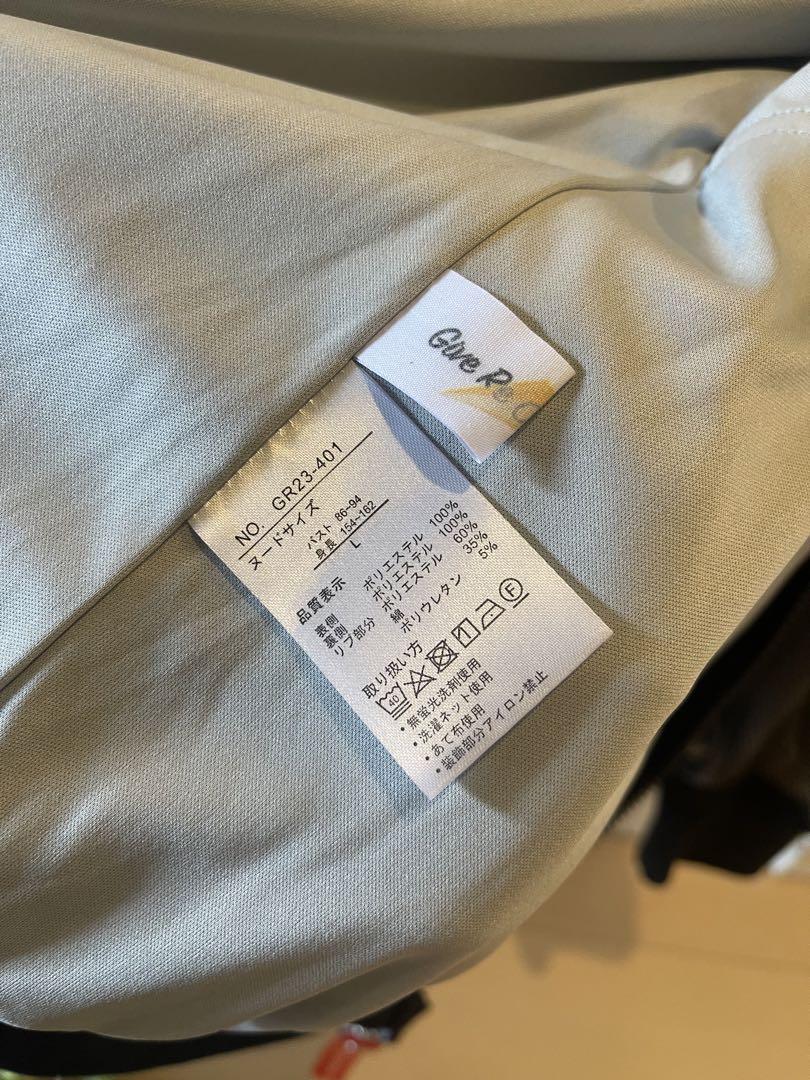 Give Re C
NO. GR23-401
ヌードサイズ
バスト 86~94
身長 154~162
L
品質表示
表側 ポリエステル 100%
裏側 ポリエステル 100%
リブ部分 ポリエステル 60%
綿 35%
ポリウレタン 5%
取り扱い方
40 F
・無蛍光洗剤使用
・洗濯ネット使用
・あて布使用
・装飾部分アイロン禁止